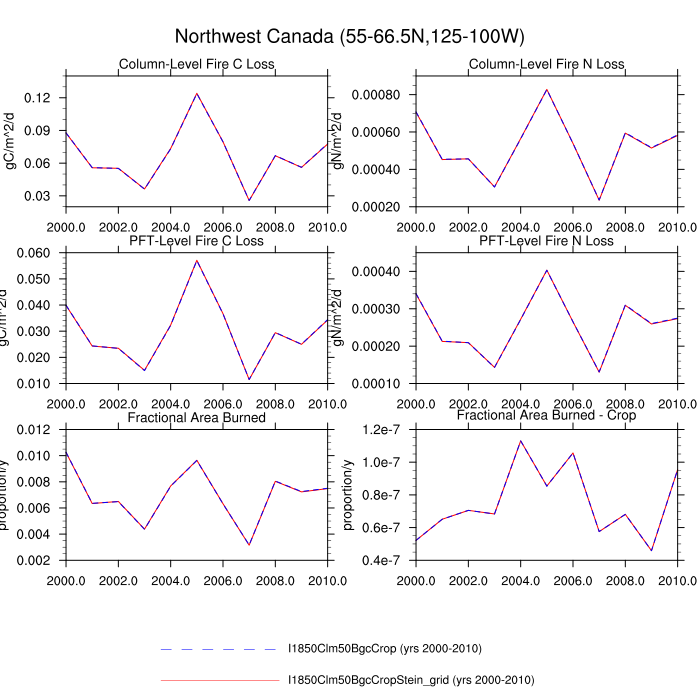 Northwest Canada (55-66.5N,125-100W)
Column-Level Fire C Loss
gC/m^2/d
0.12
0.09
0.06
0.03
2000.0 2002.0 2004.0 2006.0 2008.0 2010.0
Column-Level Fire N Loss
gN/m^2/d
0.00080
0.00060
0.00040
0.00020
2000.0 2002.0 2004.0 2006.0 2008.0 2010.0
PFT-Level Fire C Loss
gC/m^2/d
0.060
0.050
0.040
0.030
0.020
0.010
2000.0 2002.0 2004.0 2006.0 2008.0 2010.0
PFT-Level Fire N Loss
gN/m^2/d
0.00040
0.00030
0.00020
0.00010
2000.0 2002.0 2004.0 2006.0 2008.0 2010.0
Fractional Area Burned
proportion/y
0.012
0.010
0.008
0.006
0.004
0.002
2000.0 2002.0 2004.0 2006.0 2008.0 2010.0
Fractional Area Burned - Crop
proportion/y
1.2e-7
1.0e-7
0.8e-7
0.6e-7
0.4e-7
2000.0 2002.0 2004.0 2006.0 2008.0 2010.0
I1850Clm50BgcCrop (yrs 2000-2010)
I1850Clm50BgcCropStein_grid (yrs 2000-2010)